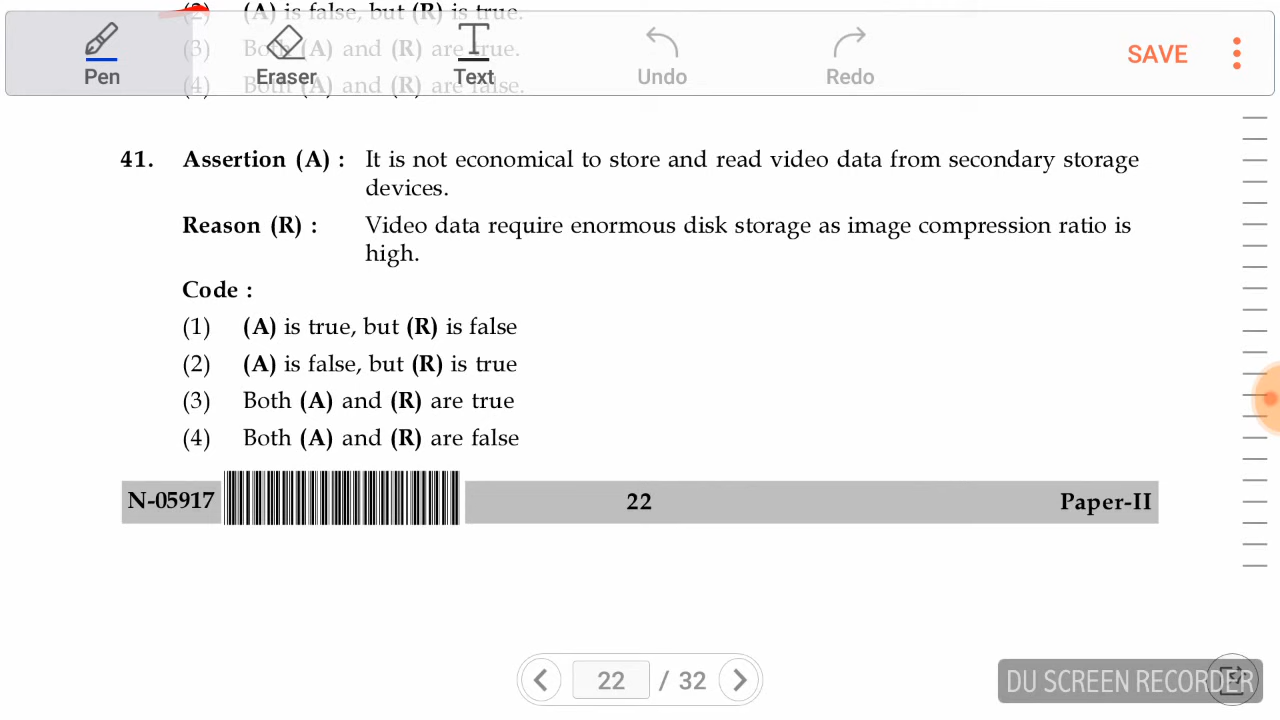 (2) (A) is false, but (R) is true.
(3) Both (A) and (R) are true.
(4) Both (A) and (R) are false.
Pen Eraser Text Undo Redo SAVE
41. Assertion (A) : It is not economical to store and read video data from secondary storage
devices.
Reason (R) : Video data require enormous disk storage as image compression ratio is
high.
Code :
(1) (A) is true, but (R) is false
(2) (A) is false, but (R) is true
(3) Both (A) and (R) are true
(4) Both (A) and (R) are false
N-05917 22 Paper-II
22 / 32
DU SCREEN RECORDER